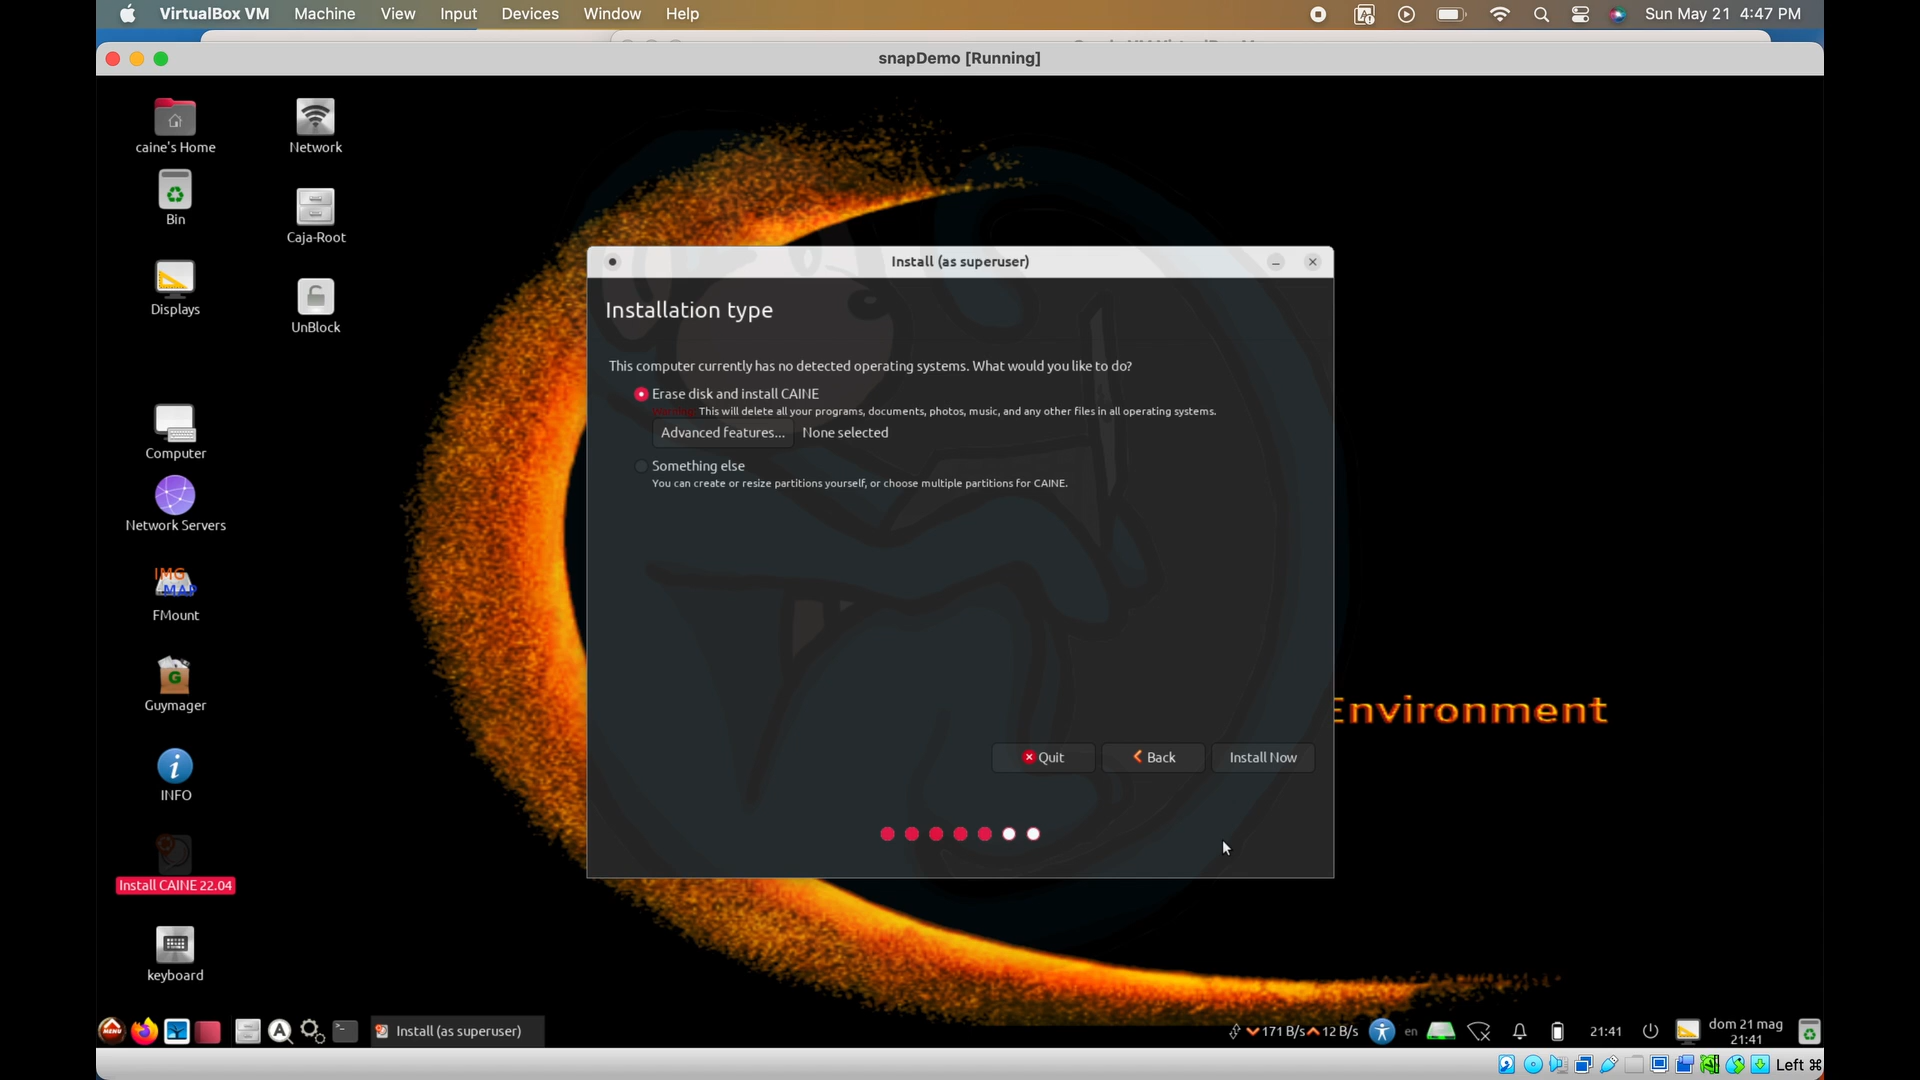 VirtualBox VM Machine View Input Devices Window Help
Sun May 21 4:47 PM
snapDemo [Running]
caine's Home
Network
Bin
Caja-Root
Displays
UnBlock
Computer
Network Servers
FMount
Guymager
INFO
Install CAINE 22.04
keyboard
Install (as superuser)
Installation type
This computer currently has no detected operating systems. What would you like to do?
Erase disk and install CAINE
This will delete all your programs, documents, photos, music, and any other files in all operating systems.
Advanced features... None selected
Something else
You can create or resize partitions yourself, or choose multiple partitions for CAINE.
Quit
Back
Install Now
Environment
MENU
Install (as superuser)
171 B/s 12 B/s
en
21:41
dom 21 mag
21:41
Left ⌘